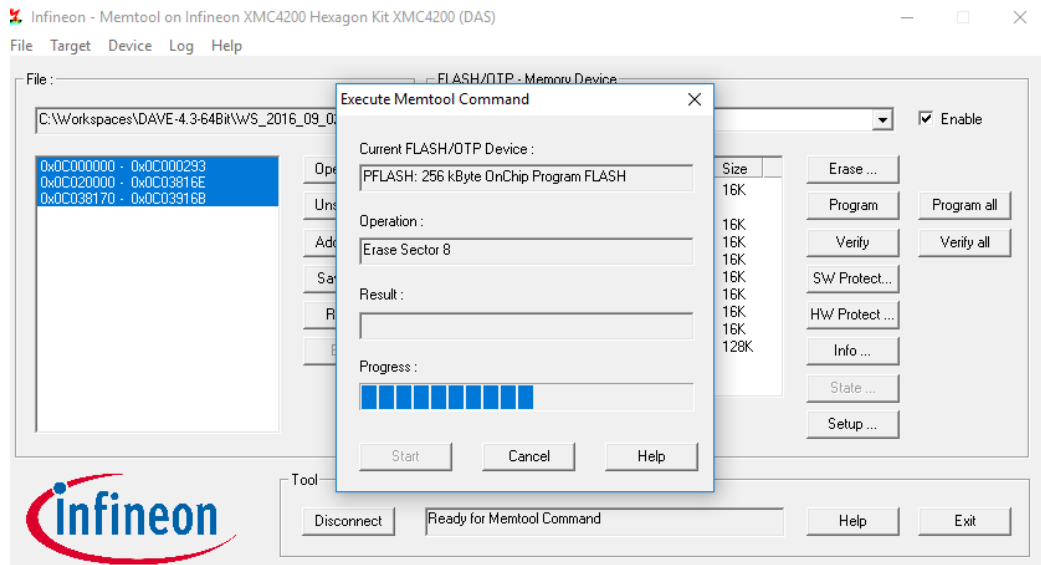 Infineon - Memtool on Infineon XMC4200 Hexagon Kit XMC4200 (DAS)
File Target Device Log Help
File :
FLASH/OTP - Memory Device
C:\Workspaces\DAVE-4.3-64Bit\WS_2016_09_0
Enable
0x0C000000 - 0x0C000293
0x0C020000 - 0x0C03816E
0x0C038170 - 0x0C03916B
Execute Memtool Command
Current FLASH/OTP Device :
PFLASH: 256 kByte OnChip Program FLASH
Operation :
Erase Sector 8
Result :
Progress :
Start Cancel Help
Size
16K
16K
16K
16K
16K
16K
16K
16K
128K
Erase ...
Program Program all
Verify Verify all
SW Protect...
HW Protect ...
Info ...
State ...
Setup ...
infineon
Tool
Disconnect Ready for Memtool Command Help Exit